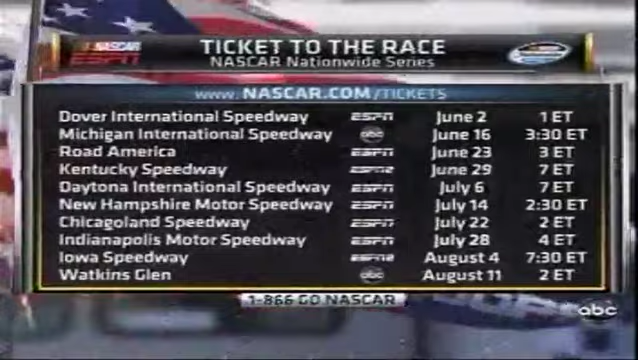 NASCAR
ESPN
TICKET TO THE RACE
NASCAR Nationwide Series
www.NASCAR.COM/TICKETS
Dover International Speedway ESPN June 2 1 ET
Michigan International Speedway abc June 16 3:30 ET
Road America ESPN June 23 3 ET
Kentucky Speedway ESPN2 June 29 7 ET
Daytona International Speedway ESPN July 6 7 ET
New Hampshire Motor Speedway ESPN July 14 2:30 ET
Chicagoland Speedway ESPN July 22 2 ET
Indianapolis Motor Speedway ESPN July 28 4 ET
Iowa Speedway ESPN2 August 4 7:30 ET
Watkins Glen abc August 11 2 ET
1-866 GO NASCAR
abc